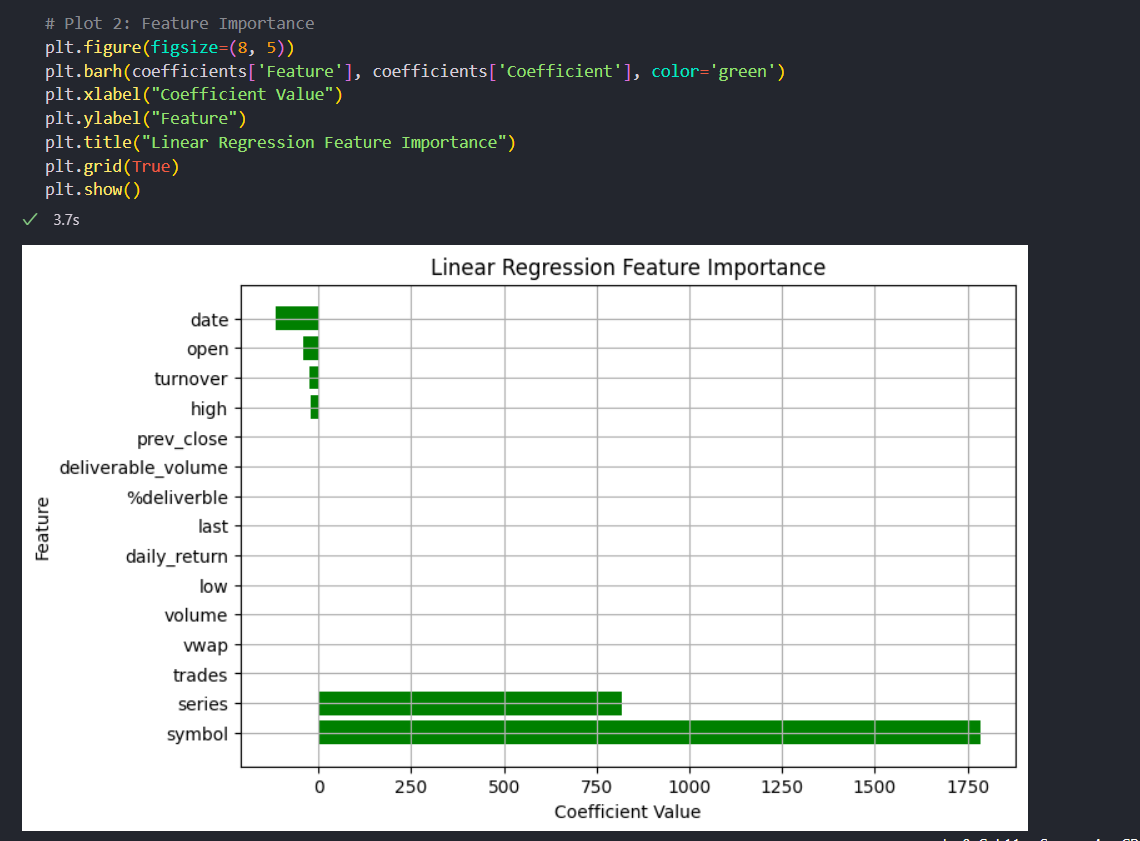 # Plot 2: Feature Importance
plt.figure(figsize=(8, 5))
plt.barh(coefficients['Feature'], coefficients['Coefficient'], color='green')
plt.xlabel("Coefficient Value")
plt.ylabel("Feature")
plt.title("Linear Regression Feature Importance")
plt.grid(True)
plt.show()
3.7s
Linear Regression Feature Importance
date
open
turnover
high
prev_close
deliverable_volume
%deliverble
last
daily_return
low
volume
vwap
trades
series
symbol
Feature
0 250 500 750 1000 1250 1500 1750
Coefficient Value